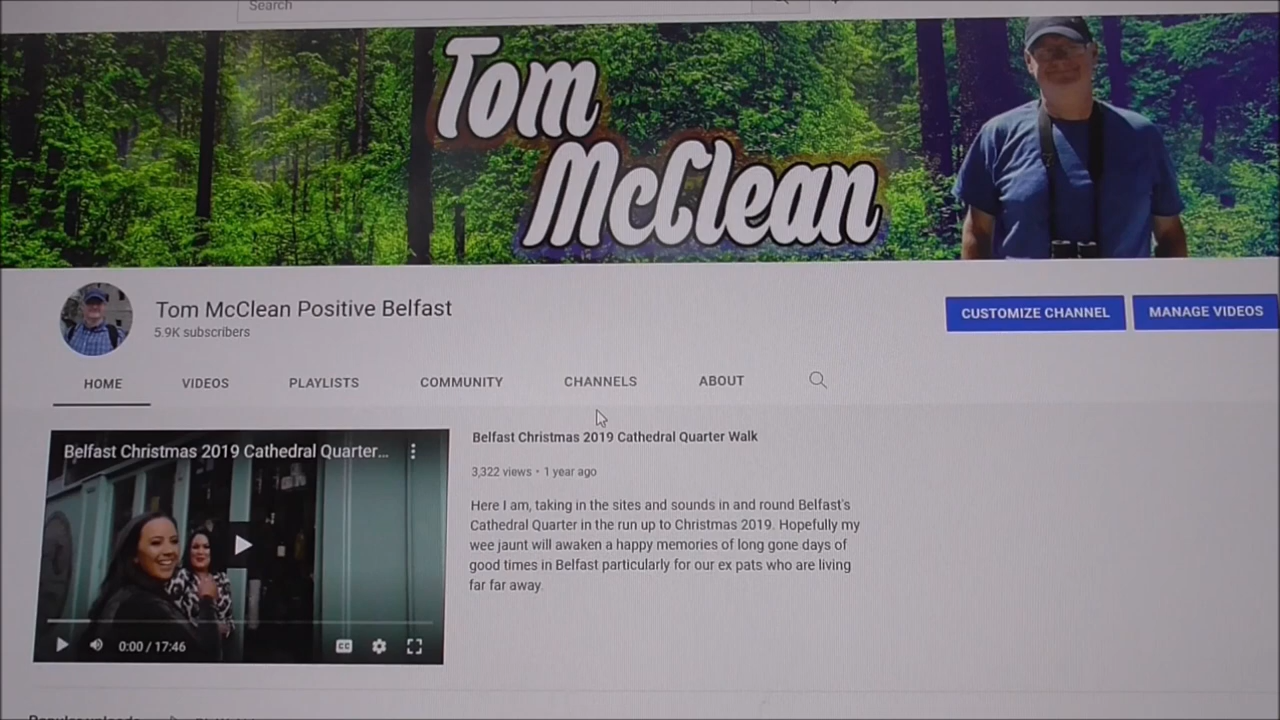 Search
Tom
McClean
Tom McClean Positive Belfast
5.9K subscribers
CUSTOMIZE CHANNEL
MANAGE VIDEOS
HOME
VIDEOS
PLAYLISTS
COMMUNITY
CHANNELS
ABOUT
Belfast Christmas 2019 Cathedral Quarter...
0:00 / 17:46
CC
Belfast Christmas 2019 Cathedral Quarter Walk
3,322 views • 1 year ago
Here I am, taking in the sites and sounds in and round Belfast's
Cathedral Quarter in the run up to Christmas 2019. Hopefully my
wee jaunt will awaken a happy memories of long gone days of
good times in Belfast particularly for our ex pats who are living
far far away.